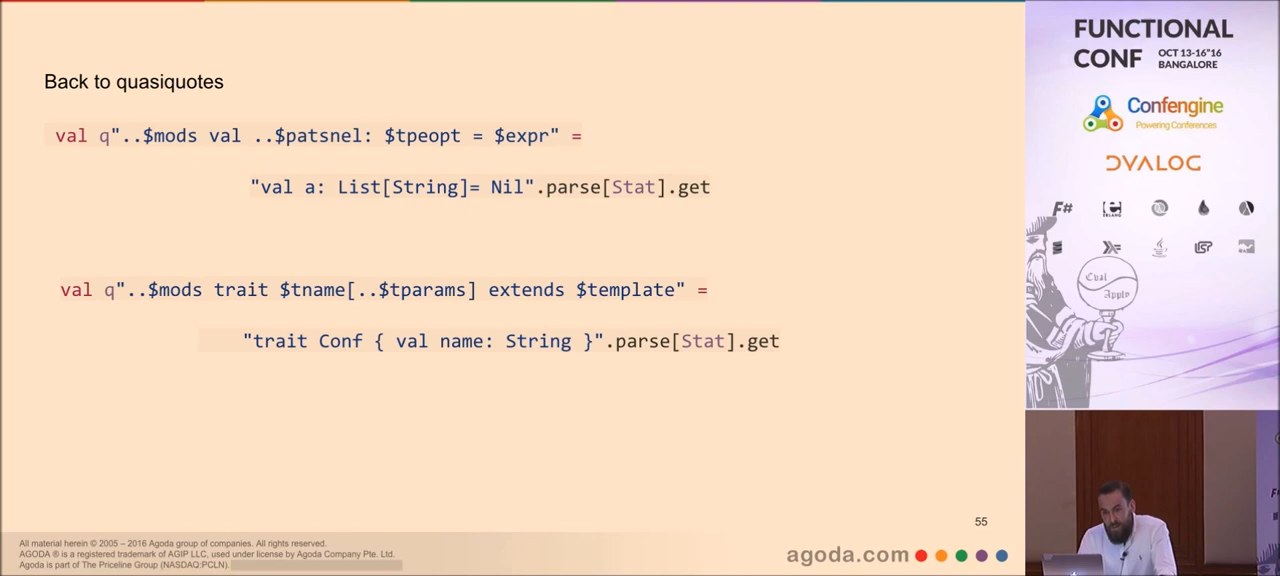 Back to quasiquotes
val q"..$mods val ..$patsnel: $tpeopt = $expr" =
"val a: List[String]= Nil".parse[Stat].get
val q"..$mods trait $tname[..$tparams] extends $template" =
"trait Conf { val name: String }".parse[Stat].get
55
All material herein © 2005 – 2016 Agoda group of companies. All rights reserved.
AGODA ® is a registered trademark of AGIP LLC, used under license by Agoda Company Pte. Ltd.
Agoda is part of The Priceline Group (NASDAQ:PCLN).
agoda.com
FUNCTIONAL
CONF OCT 13-16"16
BANGALORE
Confengine
Powering Conferences
DYALOG
F#
ERLANG
LISP
Eval
Apply